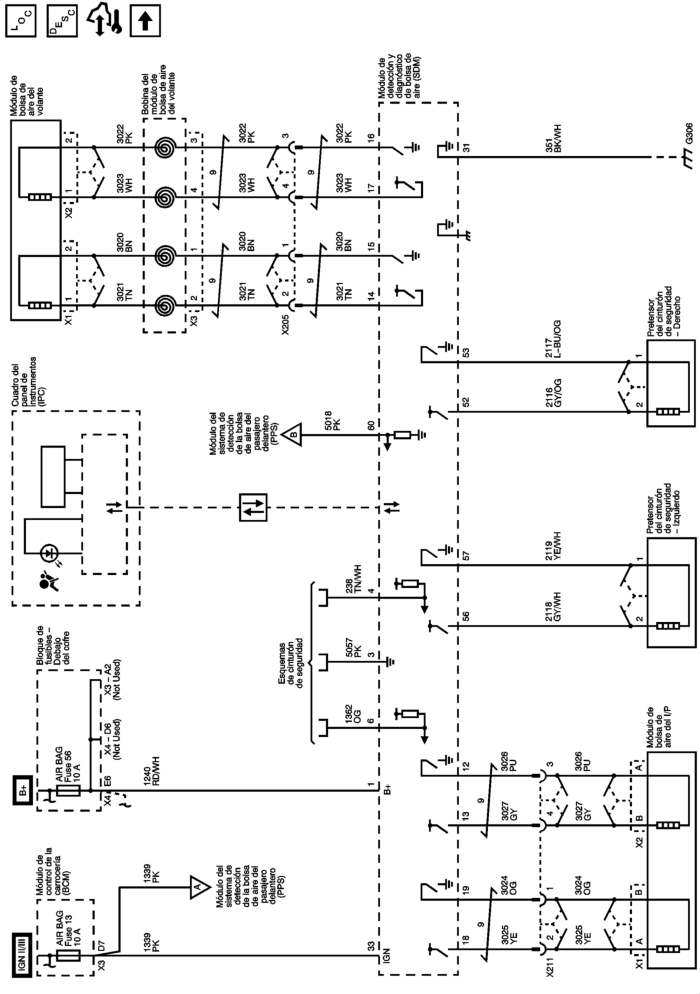 IGN II/III
AIR BAG
Fuse 13
10 A
Módulo de
control de la
carrocería
(BCM)
X3
D7
1339
PK
1339
PK
A
Módulo del
sistema de
detección
de la bolsa
de aire del
pasajero
delantero
(PPS)
33
IGN
B+
AIR BAG
Fuse 56
10 A
Bloque de
fusibles –
Debajo
del cofre
X4
E6
X4 – D6
(Not Used)
X3 – A2
(Not Used)
1240
RD/WH
1
B+
Esquemas
de cinturón
de seguridad
1362
OG
6
5057
PK
3
238
TN/WH
4
Cuadro del
panel de
instrumentos
(IPC)
Módulo del
sistema de
detección
de la bolsa
de aire del
pasajero
delantero
(PPS)
B
5018
PK
60
L
O
C
D
E
S
C
Módulo de
bolsa de
aire del
volante
X1
1
2
X2
1
2
3021
TN
3020
BN
3023
WH
3022
PK
Bobina del
módulo de
bolsa de aire
del volante
X3
2
1
4
3
3021
TN
9
3020
BN
3023
WH
9
3022
PK
X205
2
1
4
3
3021
TN
9
3020
BN
3023
WH
9
3022
PK
14
15
17
16
Módulo de
detección y
diagnóstico
de bolsa de
aire (SDM)
18
19
13
12
56
57
52
53
31
3025
YE
9
3024
OG
3027
GY
9
3026
PU
X211
2
1
4
3
3025
YE
3024
OG
3027
GY
3026
PU
X1
A
B
X2
B
A
Módulo de
bolsa de
aire del I/P
2118
GY/WH
2119
YE/WH
2
1
Pretensor
del cinturón
de seguridad
– Izquierdo
2116
GY/OG
2117
L-BU/OG
2
1
Pretensor
del cinturón
de seguridad
– Derecho
351
BK/WH
G306